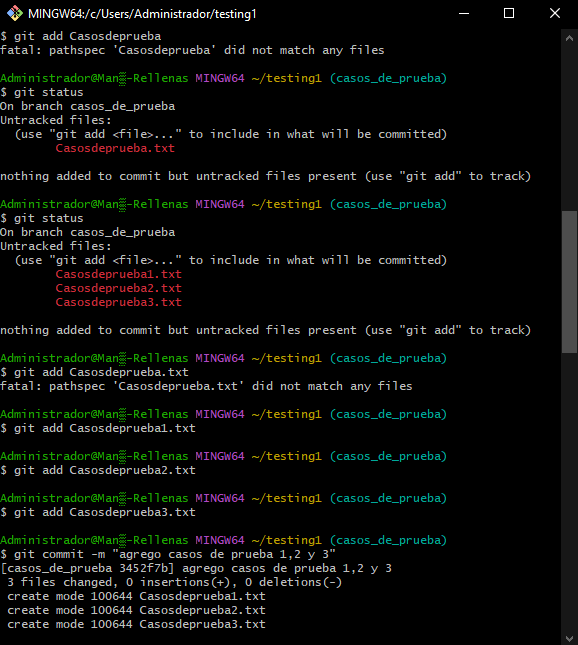 MINGW64:/c/Users/Administrador/testing1
$ git add Casosdeprueba
fatal: pathspec 'Casosdeprueba' did not match any files
Administrador@Man▒-Rellenas MINGW64 ~/testing1 (casos_de_prueba)
$ git status
On branch casos_de_prueba
Untracked files:
  (use "git add <file>..." to include in what will be committed)
        Casosdeprueba.txt
nothing added to commit but untracked files present (use "git add" to track)
Administrador@Man▒-Rellenas MINGW64 ~/testing1 (casos_de_prueba)
$ git status
On branch casos_de_prueba
Untracked files:
  (use "git add <file>..." to include in what will be committed)
        Casosdeprueba1.txt
        Casosdeprueba2.txt
        Casosdeprueba3.txt
nothing added to commit but untracked files present (use "git add" to track)
Administrador@Man▒-Rellenas MINGW64 ~/testing1 (casos_de_prueba)
$ git add Casosdeprueba.txt
fatal: pathspec 'Casosdeprueba.txt' did not match any files
Administrador@Man▒-Rellenas MINGW64 ~/testing1 (casos_de_prueba)
$ git add Casosdeprueba1.txt
Administrador@Man▒-Rellenas MINGW64 ~/testing1 (casos_de_prueba)
$ git add Casosdeprueba2.txt
Administrador@Man▒-Rellenas MINGW64 ~/testing1 (casos_de_prueba)
$ git add Casosdeprueba3.txt
Administrador@Man▒-Rellenas MINGW64 ~/testing1 (casos_de_prueba)
$ git commit -m "agrego casos de prueba 1,2 y 3"
[casos_de_prueba 3452f7b] agrego casos de prueba 1,2 y 3
 3 files changed, 0 insertions(+), 0 deletions(-)
 create mode 100644 Casosdeprueba1.txt
 create mode 100644 Casosdeprueba2.txt
 create mode 100644 Casosdeprueba3.txt